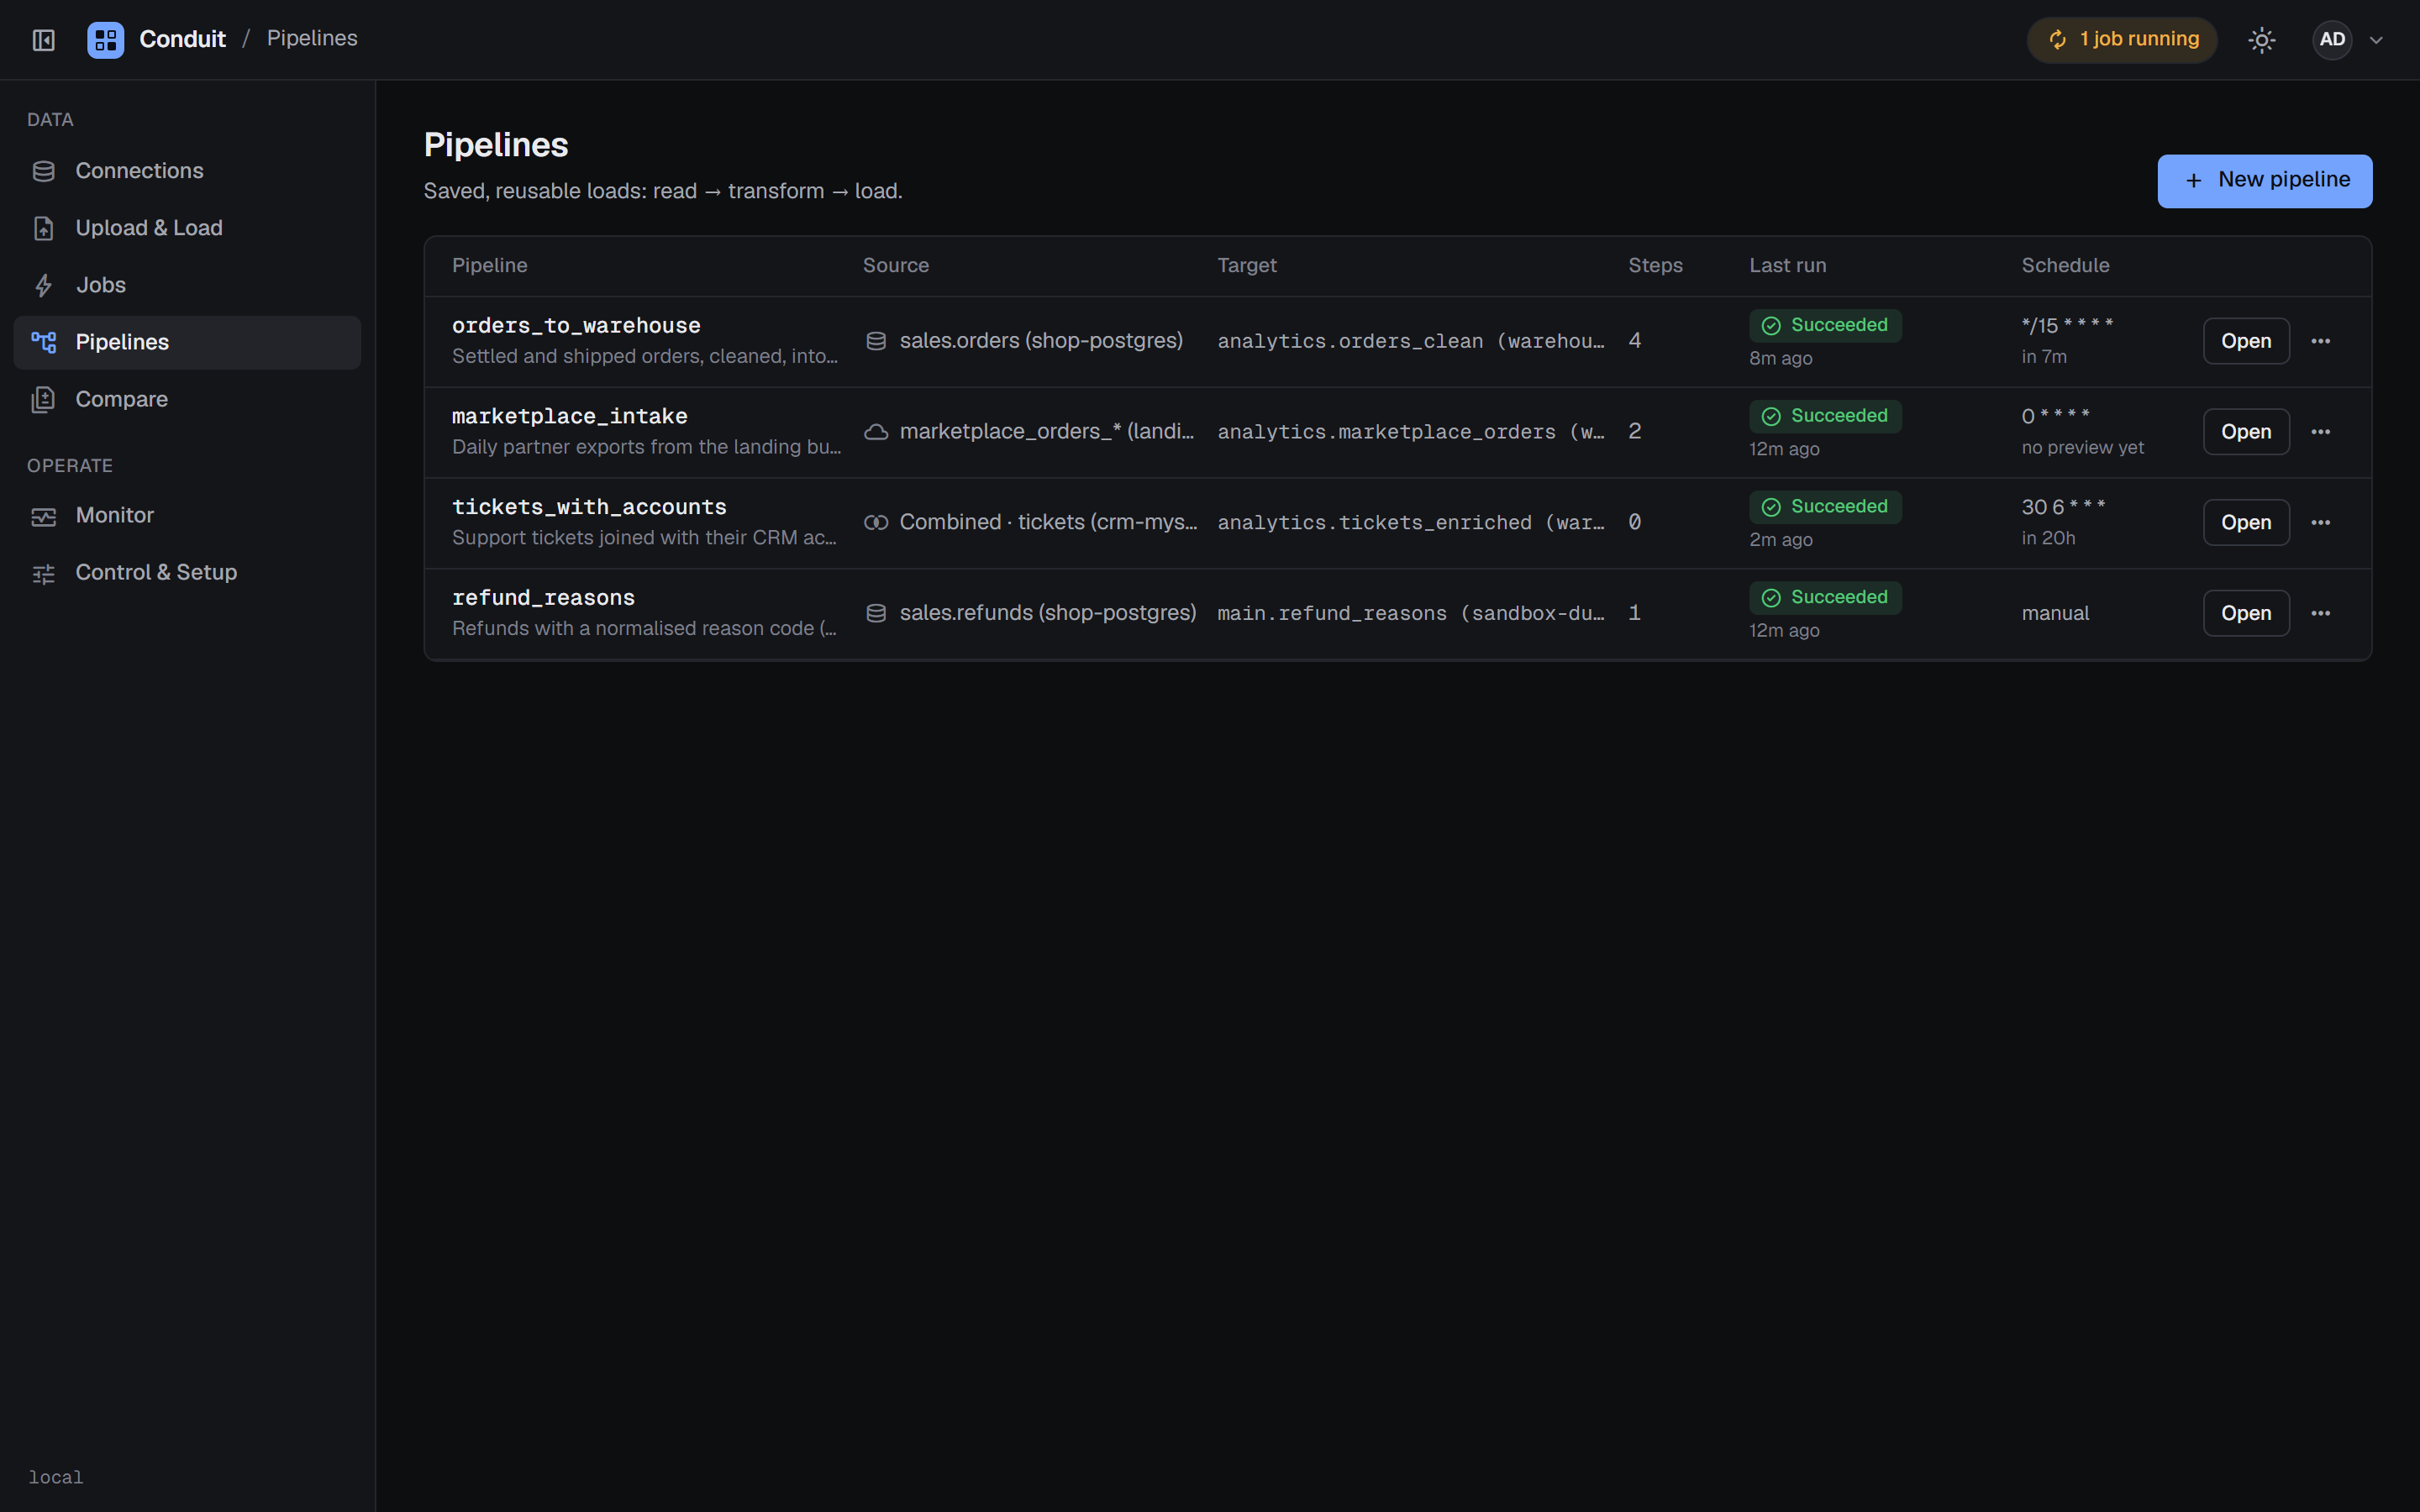 Conduit / Pipelines
1 job running
AD
DATA
Connections
Upload & Load
Jobs
Pipelines
Compare
OPERATE
Monitor
Control & Setup
local
Pipelines
Saved, reusable loads: read → transform → load.
+ New pipeline
Pipeline Source Target Steps Last run Schedule
orders_to_warehouse
Settled and shipped orders, cleaned, into…
sales.orders (shop-postgres)
analytics.orders_clean (warehou…
4
Succeeded
8m ago
*/15 * * * *
in 7m
Open
marketplace_intake
Daily partner exports from the landing bu…
marketplace_orders_* (landi…
analytics.marketplace_orders (w…
2
Succeeded
12m ago
0 * * * *
no preview yet
Open
tickets_with_accounts
Support tickets joined with their CRM ac…
Combined · tickets (crm-mys…
analytics.tickets_enriched (war…
0
Succeeded
2m ago
30 6 * * *
in 20h
Open
refund_reasons
Refunds with a normalised reason code (…
sales.refunds (shop-postgres)
main.refund_reasons (sandbox-du…
1
Succeeded
12m ago
manual
Open